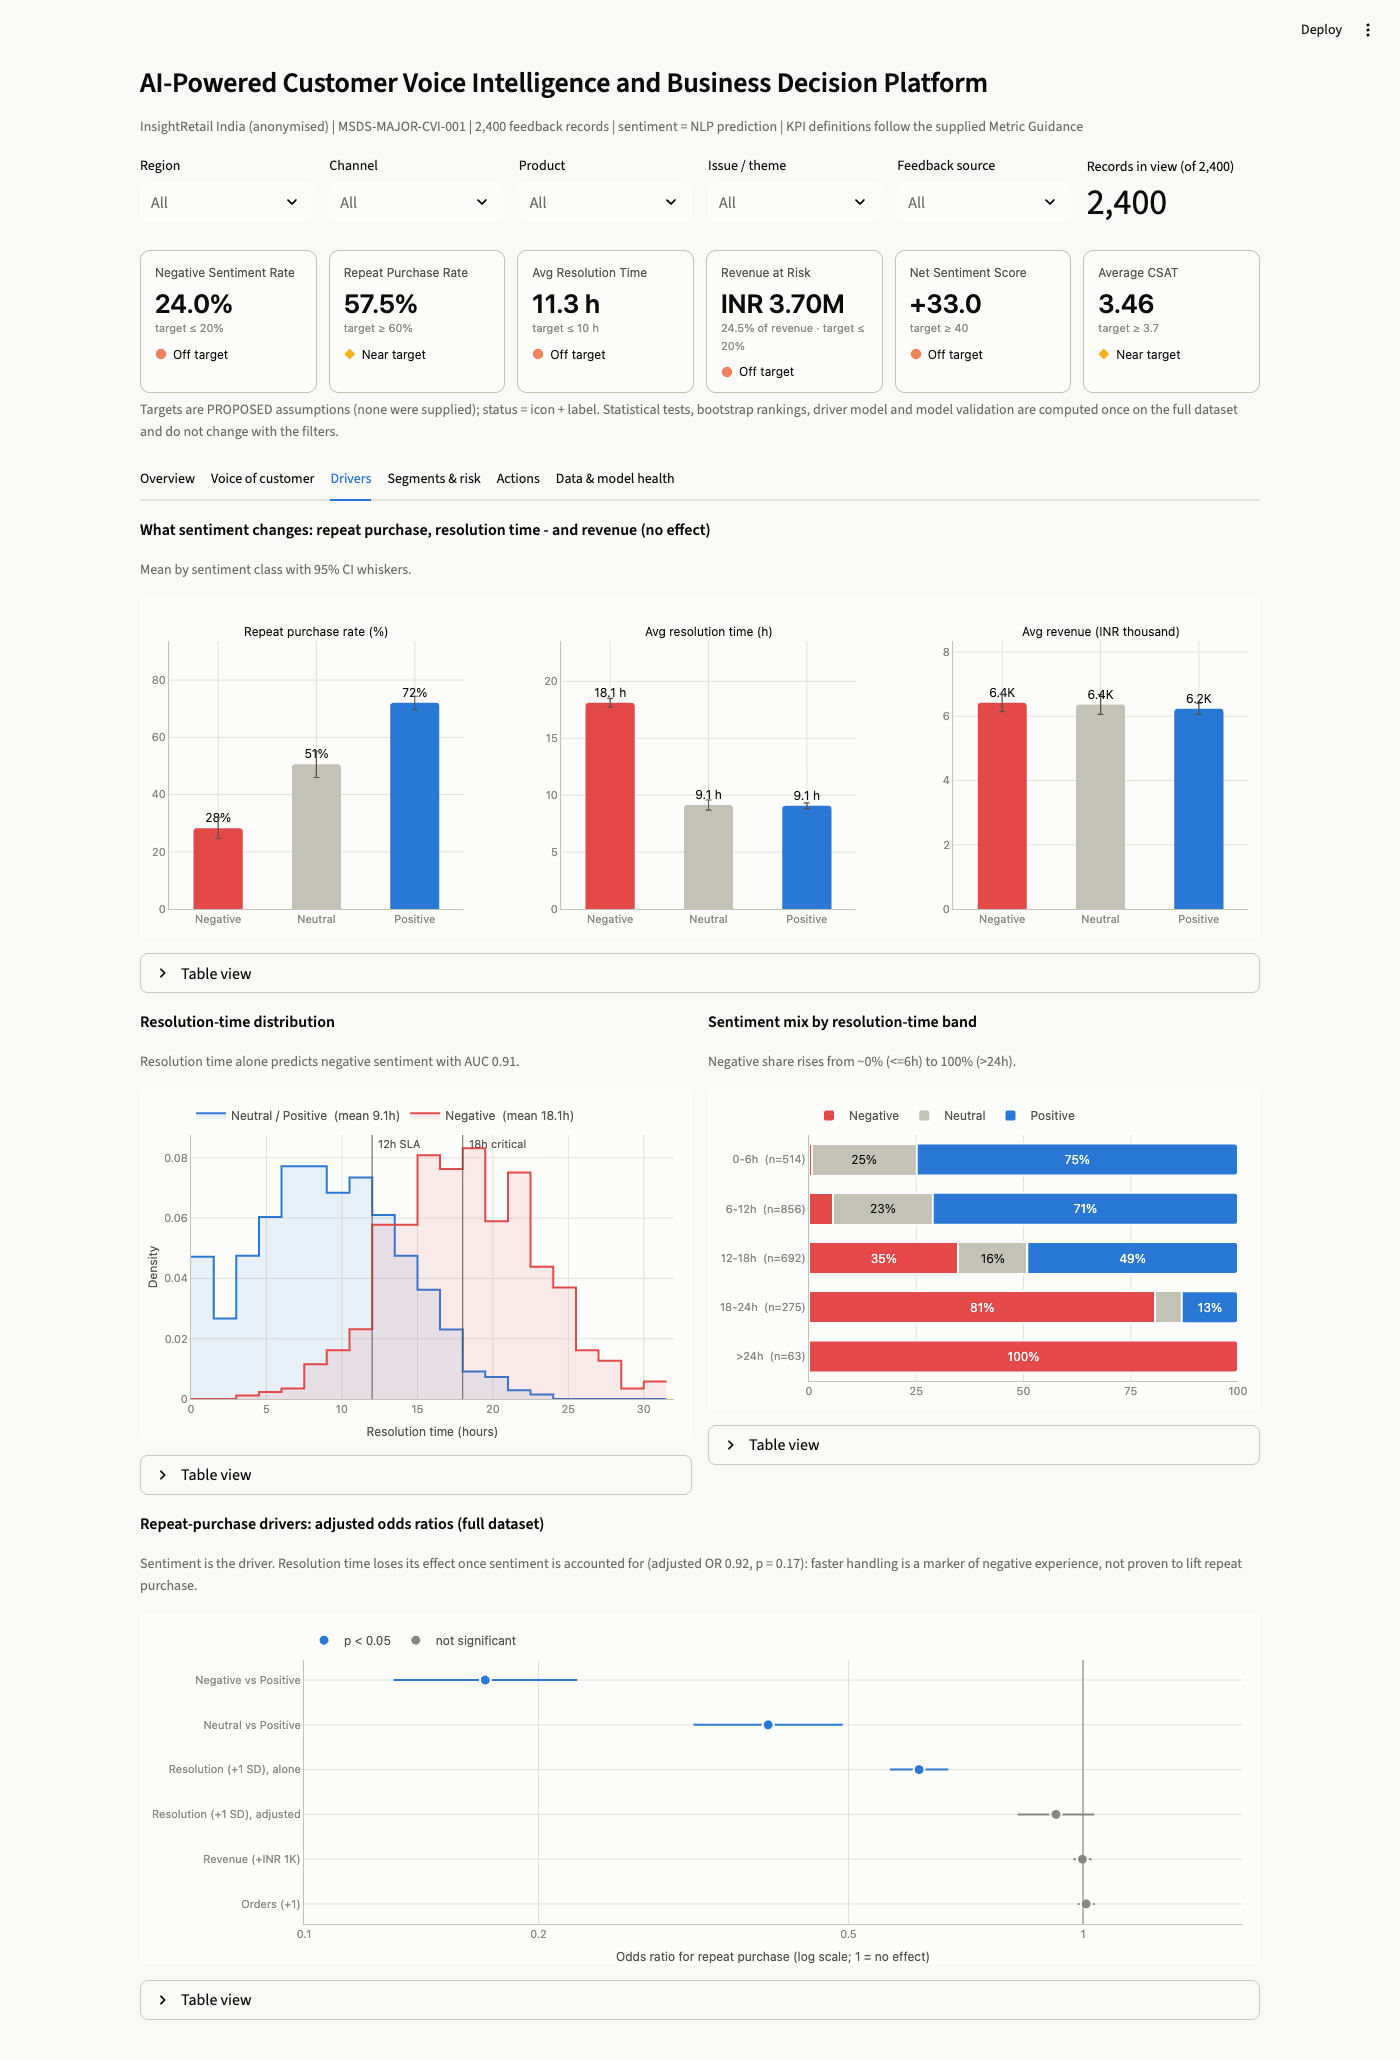 Deploy
AI-Powered Customer Voice Intelligence and Business Decision Platform
InsightRetail India (anonymised) | MSDS-MAJOR-CVI-001 | 2,400 feedback records | sentiment = NLP prediction | KPI definitions follow the supplied Metric Guidance
Region
Channel
Product
Issue / theme
Feedback source
Records in view (of 2,400)
All
All
All
All
All
2,400
Negative Sentiment Rate
24.0%
target ≤ 20%
Off target
Repeat Purchase Rate
57.5%
target ≥ 60%
Near target
Avg Resolution Time
11.3 h
target ≤ 10 h
Off target
Revenue at Risk
INR 3.70M
24.5% of revenue · target ≤
20%
Off target
Net Sentiment Score
+33.0
target ≥ 40
Off target
Average CSAT
3.46
target ≥ 3.7
Near target
Targets are PROPOSED assumptions (none were supplied); status = icon + label. Statistical tests, bootstrap rankings, driver model and model validation are computed once on the full dataset
and do not change with the filters.
Overview
Voice of customer
Drivers
Segments & risk
Actions
Data & model health
What sentiment changes: repeat purchase, resolution time - and revenue (no effect)
Mean by sentiment class with 95% CI whiskers.
Repeat purchase rate (%)
80
60
40
20
0
28%
51%
72%
Negative
Neutral
Positive
Avg resolution time (h)
20
15
10
5
0
18.1 h
9.1 h
9.1 h
Negative
Neutral
Positive
Avg revenue (INR thousand)
8
6
4
2
0
6.4K
6.4K
6.2K
Negative
Neutral
Positive
Table view
Resolution-time distribution
Resolution time alone predicts negative sentiment with AUC 0.91.
Neutral / Positive (mean 9.1h)
Negative (mean 18.1h)
12h SLA
18h critical
0.08
0.06
0.04
0.02
0
Density
0
5
10
15
20
25
30
Resolution time (hours)
Table view
Sentiment mix by resolution-time band
Negative share rises from ~0% (<=6h) to 100% (>24h).
Negative
Neutral
Positive
0-6h (n=514)
25%
75%
6-12h (n=856)
23%
71%
12-18h (n=692)
35%
16%
49%
18-24h (n=275)
81%
13%
>24h (n=63)
100%
0
25
50
75
100
Table view
Repeat-purchase drivers: adjusted odds ratios (full dataset)
Sentiment is the driver. Resolution time loses its effect once sentiment is accounted for (adjusted OR 0.92, p = 0.17): faster handling is a marker of negative experience, not proven to lift repeat
purchase.
p < 0.05
not significant
Negative vs Positive
Neutral vs Positive
Resolution (+1 SD), alone
Resolution (+1 SD), adjusted
Revenue (+INR 1K)
Orders (+1)
0.1
0.2
0.5
1
Odds ratio for repeat purchase (log scale; 1 = no effect)
Table view